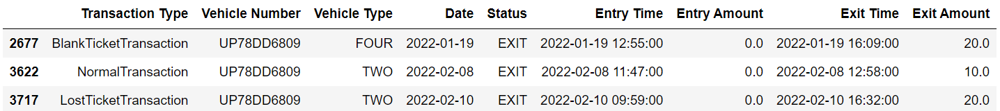 Transaction Type Vehicle Number Vehicle Type Date Status Entry Time Entry Amount Exit Time Exit Amount
2677 BlankTicketTransaction UP78DD6809 FOUR 2022-01-19 EXIT 2022-01-19 12:55:00 0.0 2022-01-19 16:09:00 20.0
3622 NormalTransaction UP78DD6809 TWO 2022-02-08 EXIT 2022-02-08 11:47:00 0.0 2022-02-08 12:58:00 10.0
3717 LostTicketTransaction UP78DD6809 TWO 2022-02-10 EXIT 2022-02-10 09:59:00 0.0 2022-02-10 16:32:00 20.0